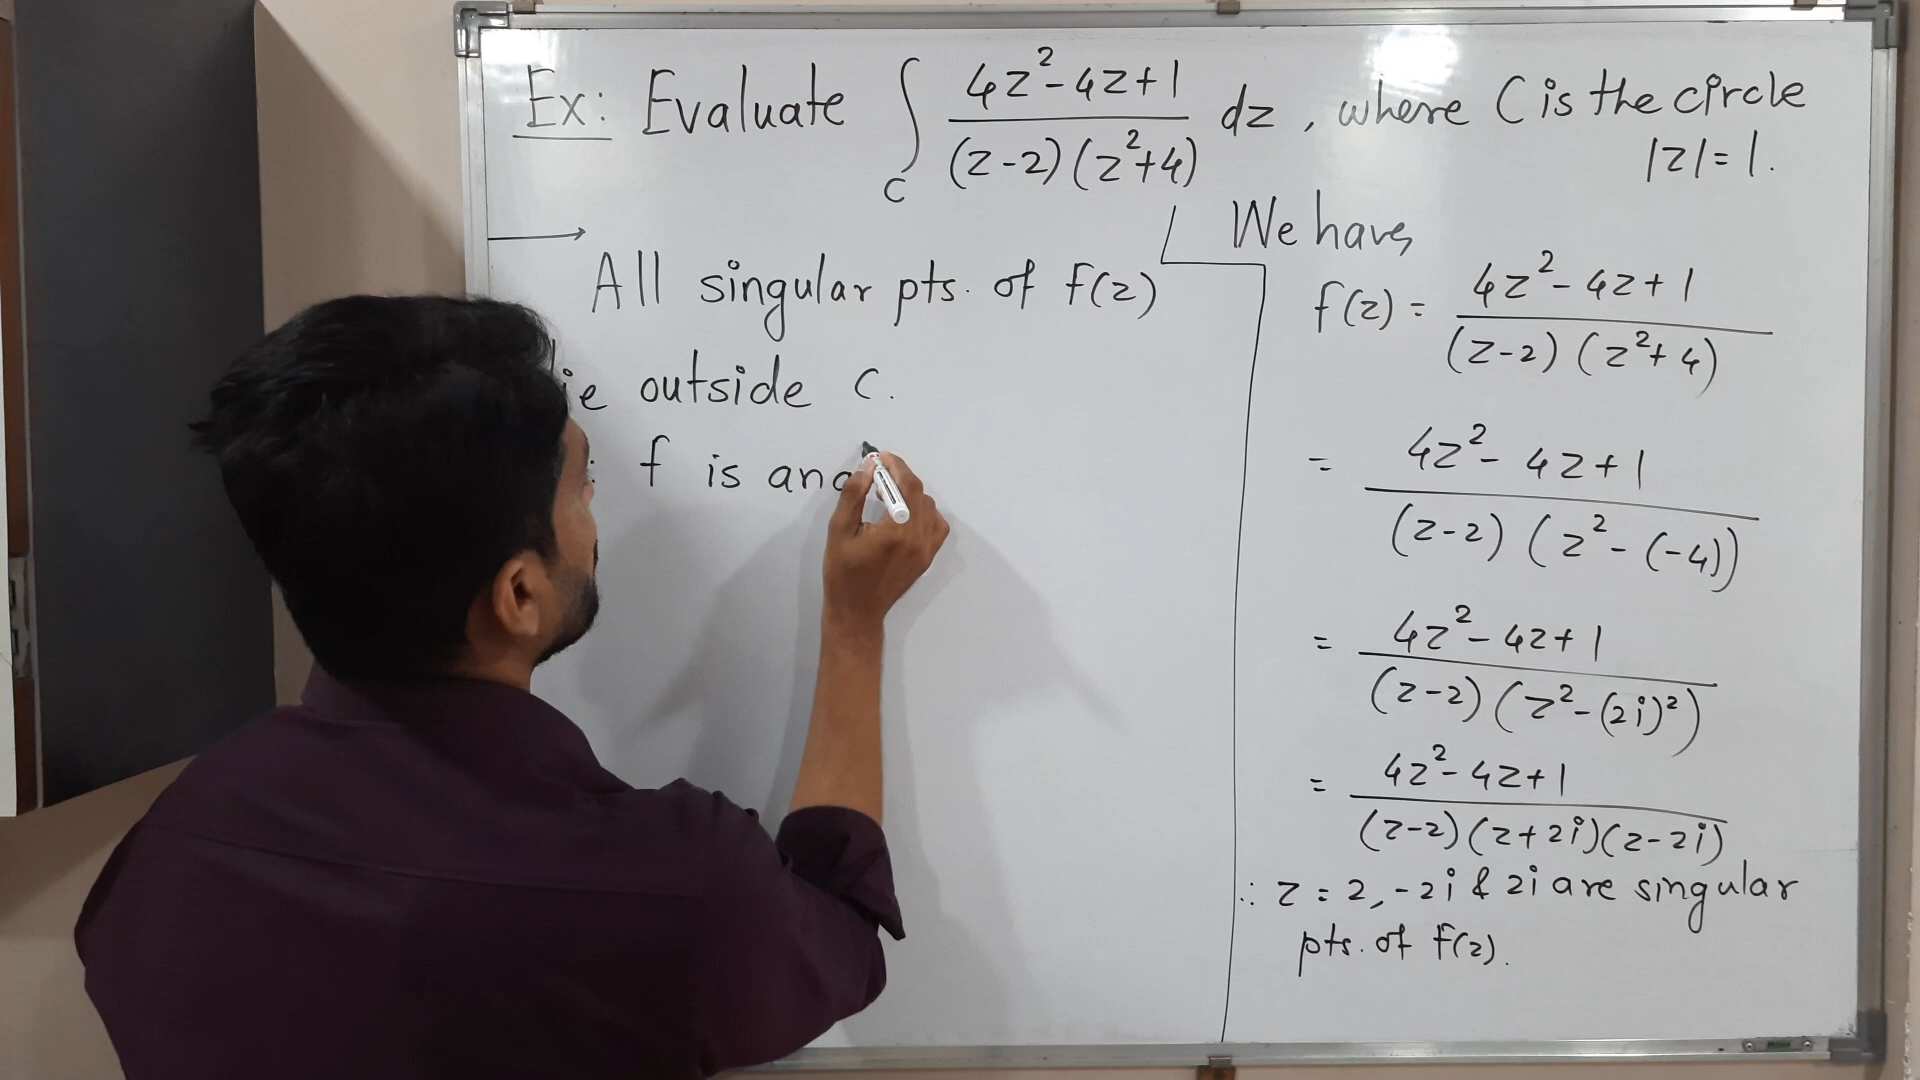 Ex: Evaluate ∫_C (4z²-4z+1)/((z-2)(z²+4)) dz, where C is the circle
|z|=1.
All singular pts. of f(z)
outside C.
f is
We have,
f(z) = (4z²-4z+1)/((z-2)(z²+4))
= (4z²-4z+1)/((z-2)(z²-(-4)))
= (4z²-4z+1)/((z-2)(z²-(2i)²))
= (4z²-4z+1)/((z-2)(z+2i)(z-2i))
∴ z = 2, -2i & 2i are singular
pts. of f(z).